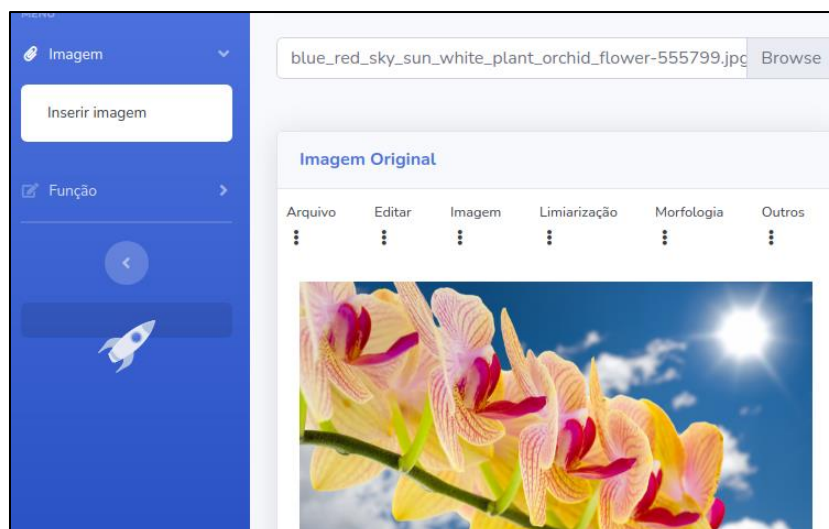 MENU
Imagem
Inserir imagem
Função
blue_red_sky_sun_white_plant_orchid_flower-555799.jpg
Browse
Imagem Original
Arquivo Editar Imagem Limiarização Morfologia Outros